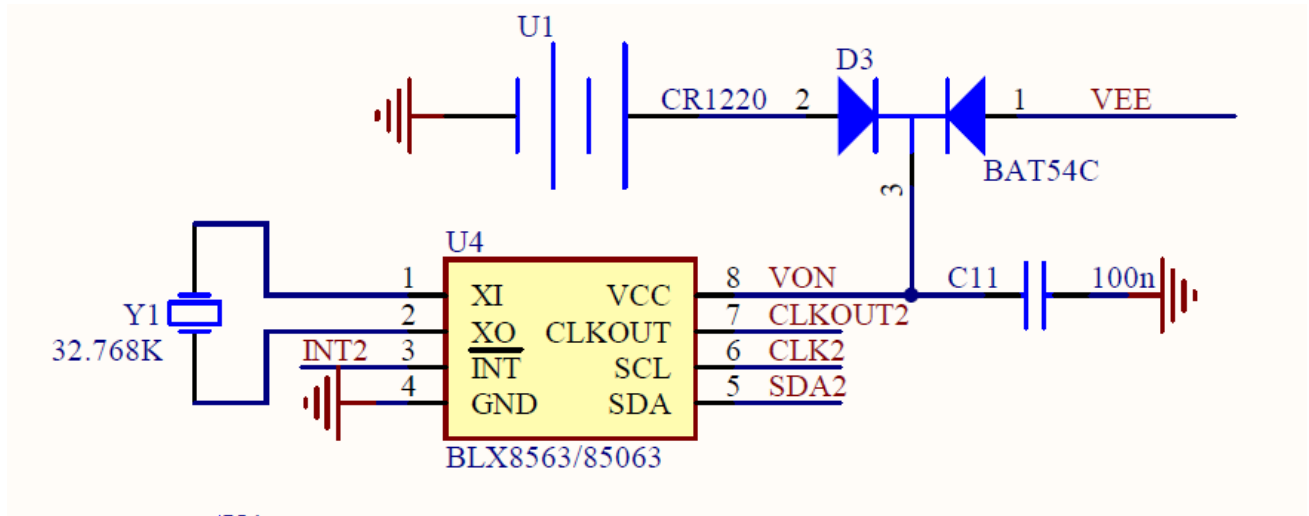 U1
D3
CR1220 2
1 VEE
BAT54C
3
U4
1 XI
VCC 8 VON
Y1
32.768K
2 XO
CLKOUT 7 CLKOUT2
INT2 3 INT
SCL 6 CLK2
4 GND
SDA 5 SDA2
C11 100n
BLX8563/85063